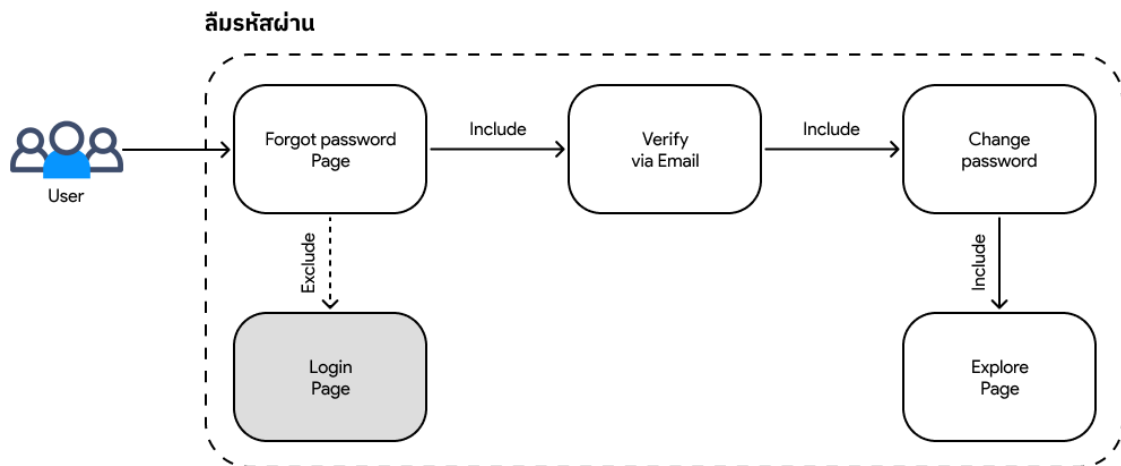 ลืมรหัสผ่าน
User
Forgot password
Page
Include
Verify
via Email
Include
Change
password
Exclude
Include
Login
Page
Explore
Page